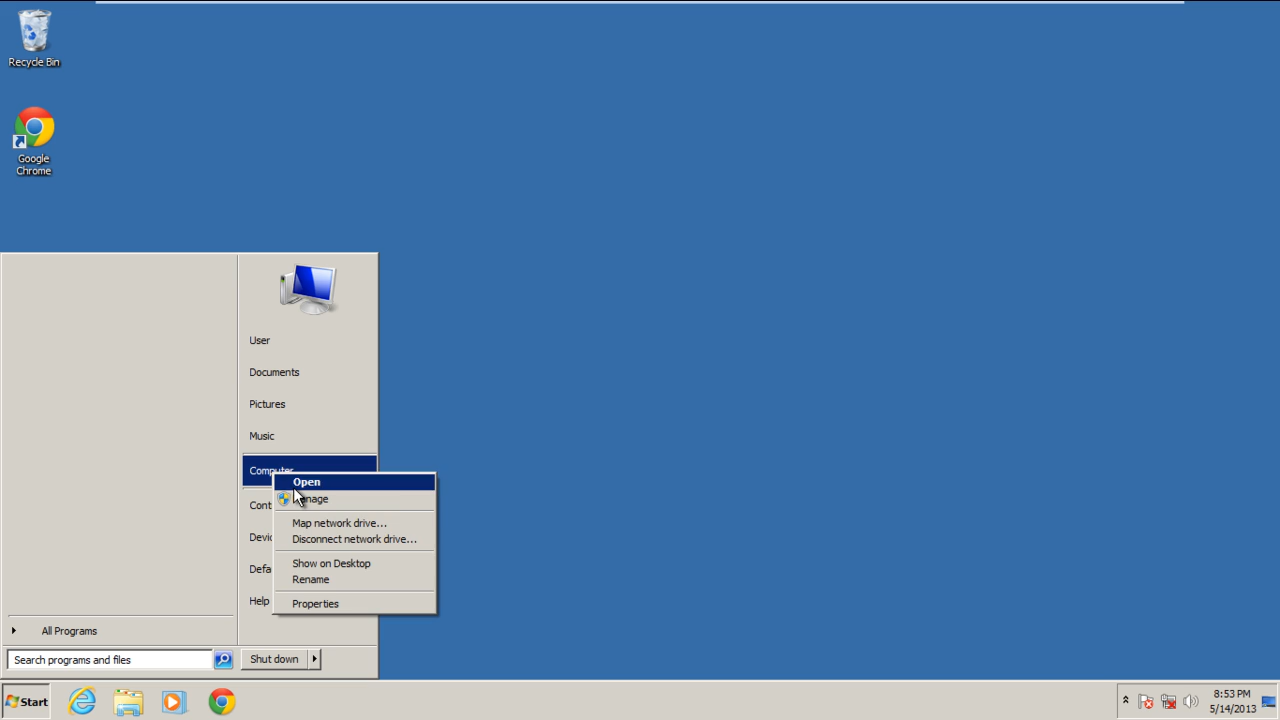 Recycle Bin
Google
Chrome
User
Documents
Pictures
Music
Computer
Open
nage
Map network drive...
Disconnect network drive...
Show on Desktop
Rename
Properties
Cont
Devic
Defa
Help
All Programs
Search programs and files
Shut down
Start
8:53 PM
5/14/2013